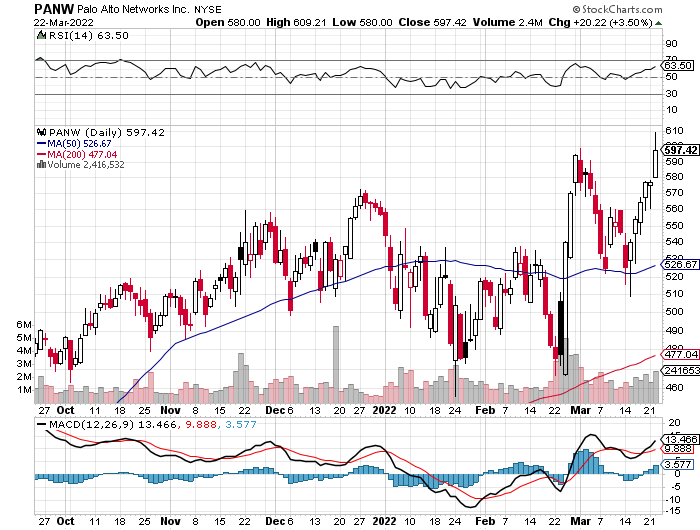 PANW Palo Alto Networks Inc. NYSE © StockCharts.com
22-Mar-2022 Open 580.00 High 609.21 Low 580.00 Close 597.42 Volume 2.4M Chg +20.22 (+3.50%)
RSI(14) 63.50
90
70
63.50
50
30
10
PANW (Daily) 597.42
MA(50) 526.67
MA(200) 477.04
Volume 2,416,532
610
597.42
590
580
570
560
550
540
530
526.67
520
510
500
490
480
477.04
470
2416532
460
6M
5M
4M
3M
2M
1M
27 Oct 11 18 25 Nov 8 15 22 Dec 6 13 20 27 2022 10 18 24 Feb 7 14 22 Mar 7 14 21
MACD(12,26,9) 13.466, 9.888, 3.577
20
13.466
9.888
3.577
0
-5
-10
-15
27 Oct 11 18 25 Nov 8 15 22 Dec 6 13 20 27 2022 10 18 24 Feb 7 14 22 Mar 7 14 21